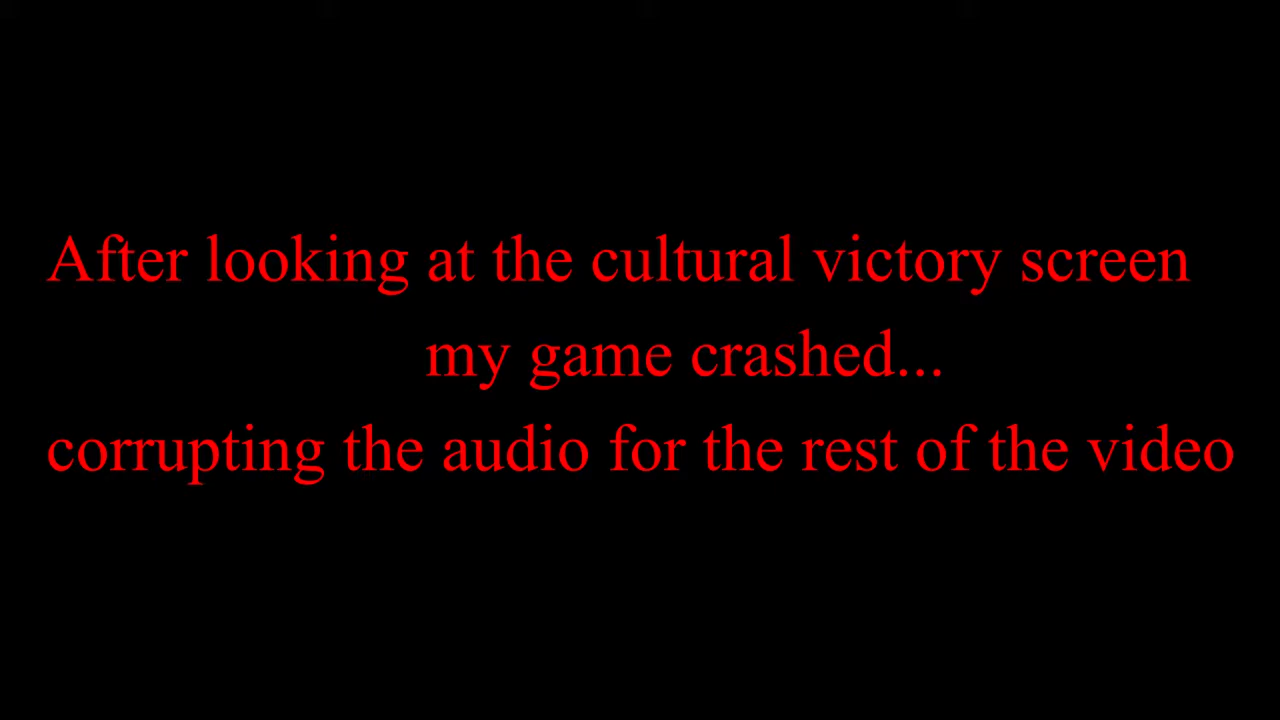 After looking at the cultural victory screen
my game crashed...
corrupting the audio for the rest of the video